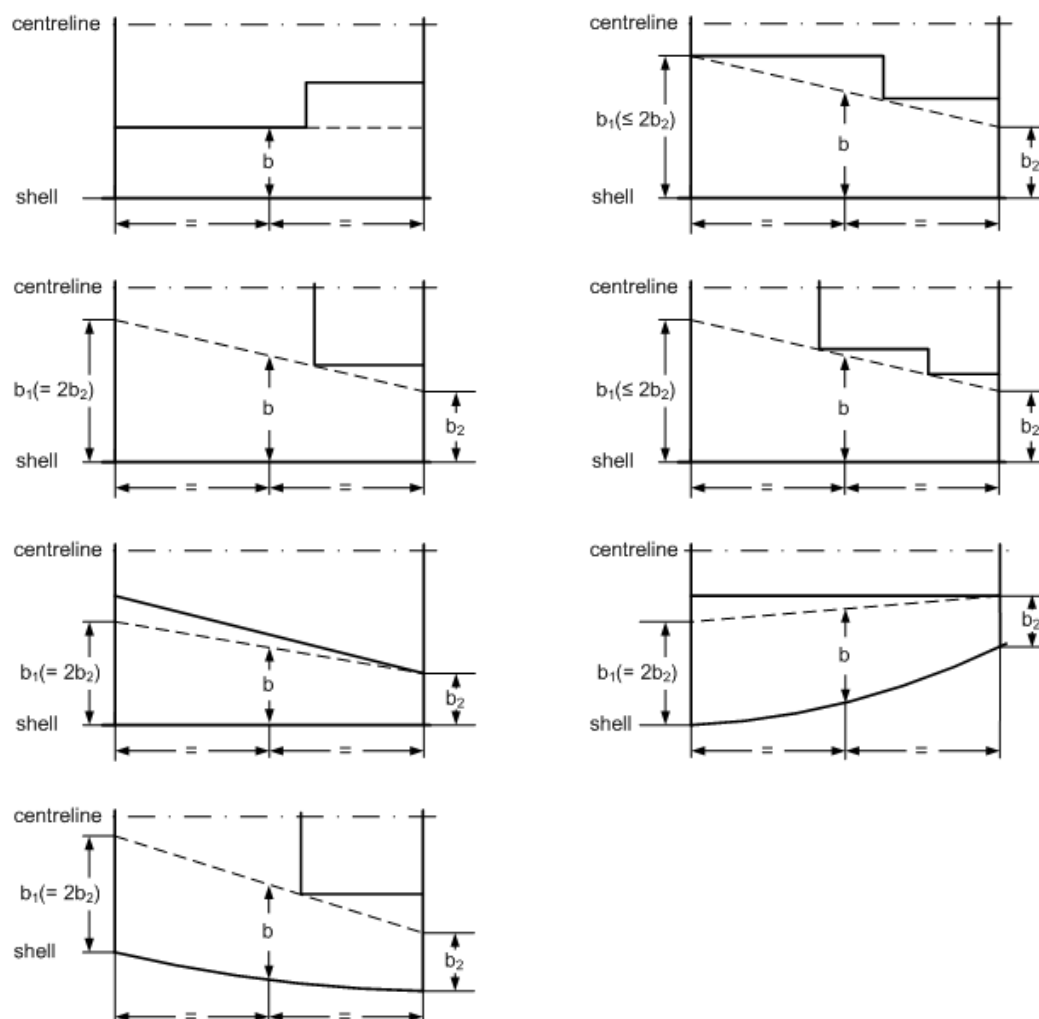 centreline
b
shell
= =
centreline
b₁(≤ 2b₂)
b
b₂
shell
= =
centreline
b₁(= 2b₂)
b
b₂
shell
= =
centreline
b₁(≤ 2b₂)
b
b₂
shell
= =
centreline
b₁(= 2b₂)
b
b₂
shell
= =
centreline
b₂
b₁(= 2b₂)
b
shell
= =
centreline
b₁(= 2b₂)
b
shell
b₂
= =